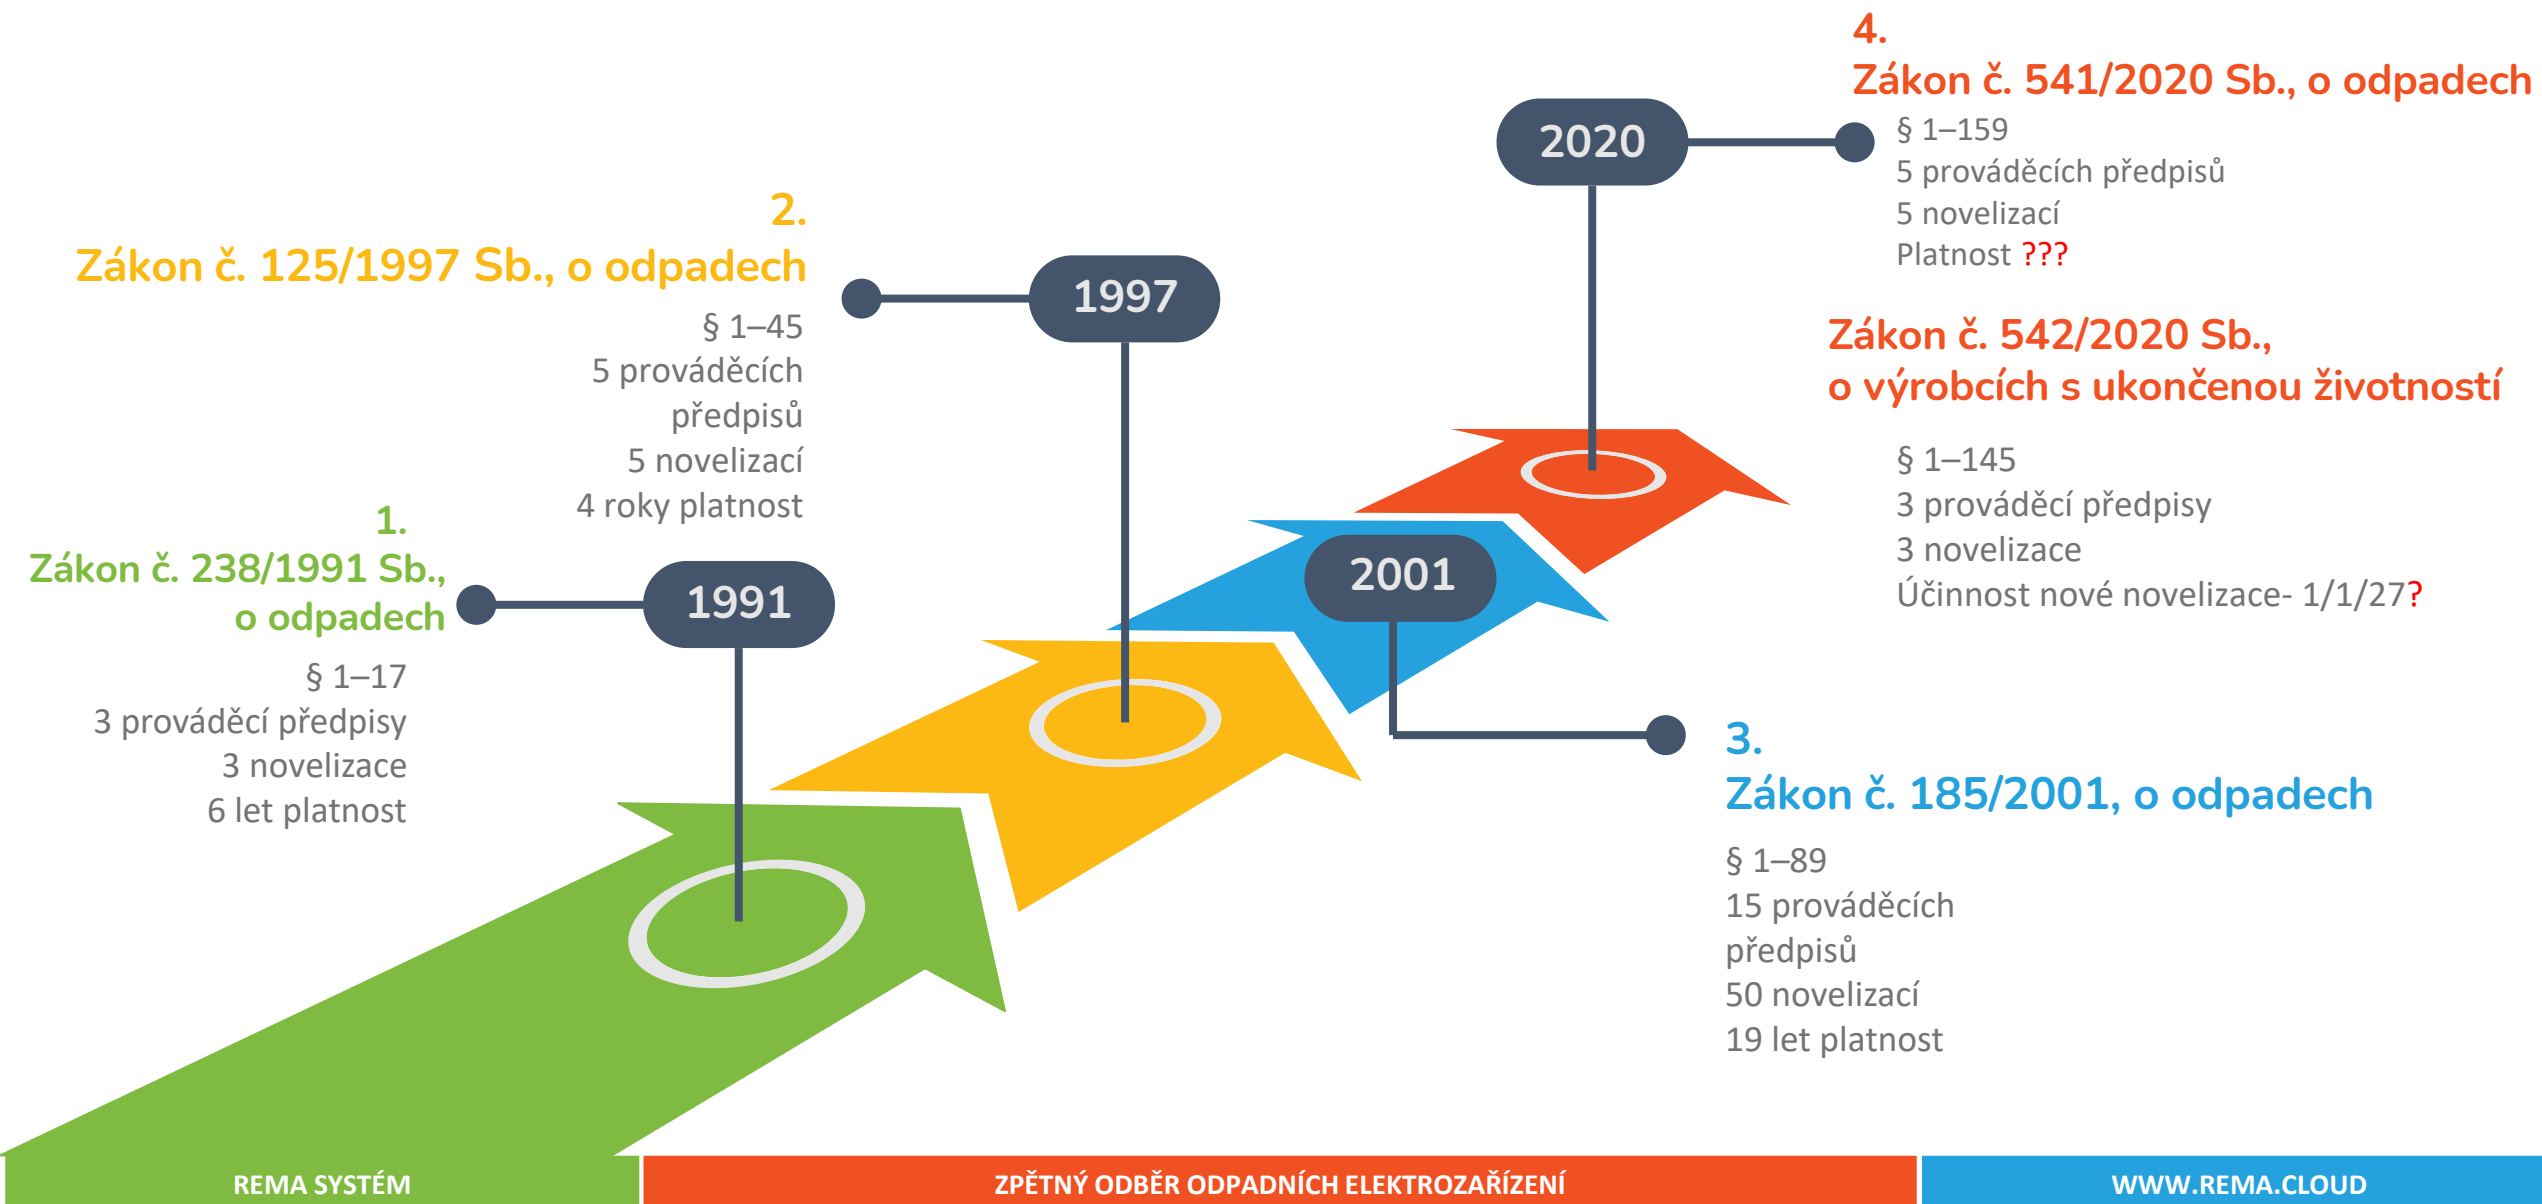 1.
Zákon č. 238/1991 Sb.,
o odpadech
§ 1–17
3 prováděcí předpisy
3 novelizace
6 let platnost
1991
2.
Zákon č. 125/1997 Sb., o odpadech
§ 1–45
5 prováděcích
předpisů
5 novelizací
4 roky platnost
1997
2001
3.
Zákon č. 185/2001, o odpadech
§ 1–89
15 prováděcích
předpisů
50 novelizací
19 let platnost
2020
4.
Zákon č. 541/2020 Sb., o odpadech
§ 1–159
5 prováděcích předpisů
5 novelizací
Platnost ???
Zákon č. 542/2020 Sb.,
o výrobcích s ukončenou životností
§ 1–145
3 prováděcí předpisy
3 novelizace
Účinnost nové novelizace- 1/1/27?
REMA SYSTÉM
ZPĚTNÝ ODBĚR ODPADNÍCH ELEKTROZAŘÍZENÍ
WWW.REMA.CLOUD